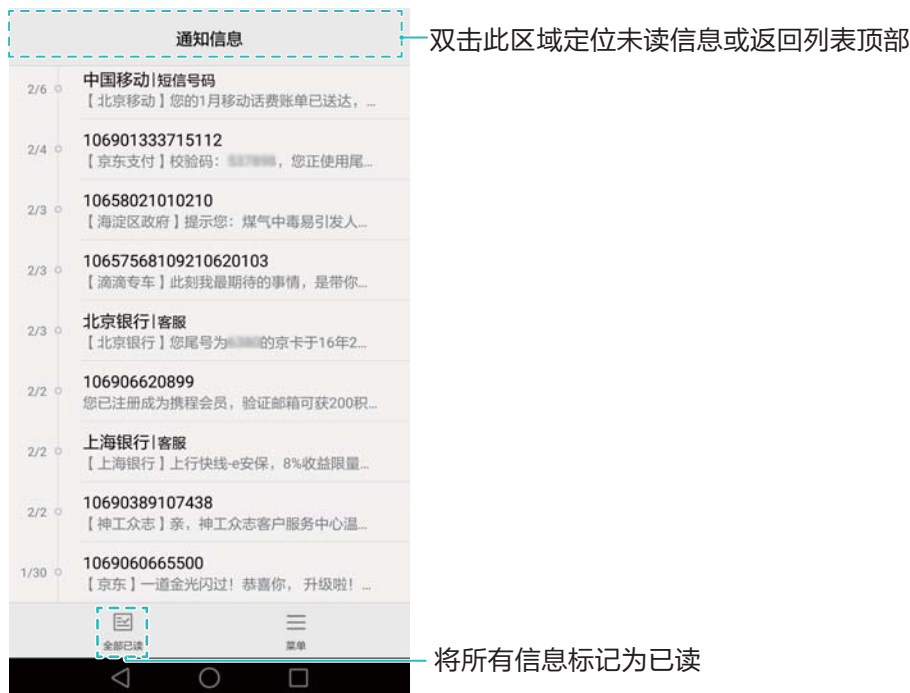 通知信息
双击此区域定位未读信息或返回列表顶部
2/6 中国移动|短信号码
【北京移动】您的1月移动话费账单已送达，...
2/4 106901333715112
【京东支付】校验码： ，您正使用尾...
2/3 10658021010210
【海淀区政府】提示您：煤气中毒易引发人...
2/3 10657568109210620103
【滴滴专车】此刻我最期待的事情，是带你...
2/3 北京银行|客服
【北京银行】您尾号为 的京卡于16年2...
2/2 106906620899
您已注册成为携程会员，验证邮箱可获200积...
2/2 上海银行|客服
【上海银行】上行快线-e安保，8%收益限量...
2/2 10690389107438
【神工众志】亲，神工众志客户服务中心温...
1/30 1069060665500
【京东】一道金光闪过！恭喜你， 升级啦！...
全部已读 菜单
将所有信息标记为已读